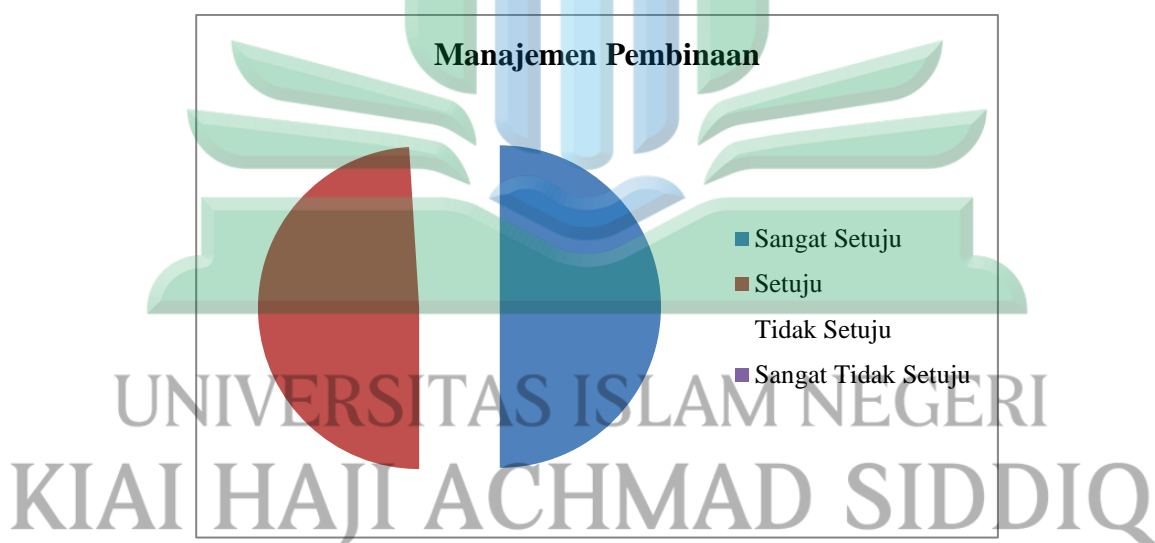 Manajemen Pembinaan
Sangat Setuju
Setuju
Tidak Setuju
Sangat Tidak Setuju
UNIVERSITAS ISLAM NEGERI
KIAI HAJI ACHMAD SIDDIQ